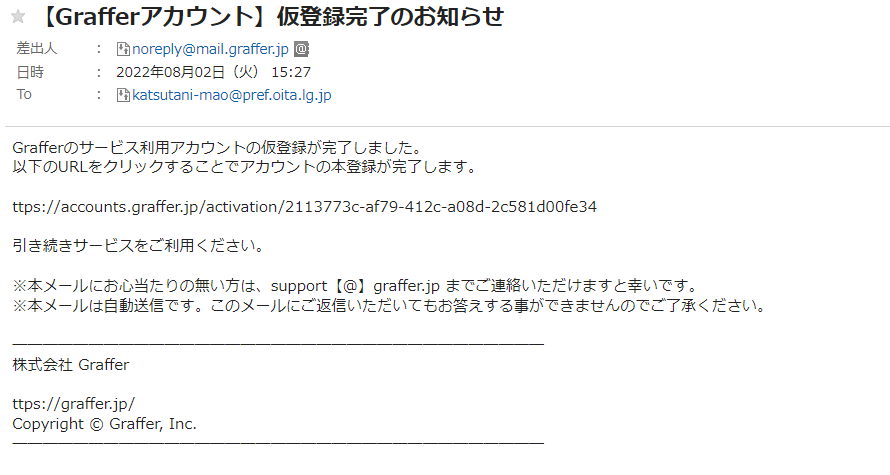 【Grafferアカウント】仮登録完了のお知らせ
差出人 : noreply@mail.graffer.jp @
日時 : 2022年08月02日（火） 15:27
To : katsutani-mao@pref.oita.lg.jp
Grafferのサービス利用アカウントの仮登録が完了しました。
以下のURLをクリックすることでアカウントの本登録が完了します。
ttps://accounts.graffer.jp/activation/2113773c-af79-412c-a08d-2c581d00fe34
引き続きサービスをご利用ください。
※本メールにお心当たりの無い方は、support【@】graffer.jp までご連絡いただけますと幸いです。
※本メールは自動送信です。このメールにご返信いただいてもお答えする事ができませんのでご了承ください。
株式会社 Graffer
ttps://graffer.jp/
Copyright © Graffer, Inc.